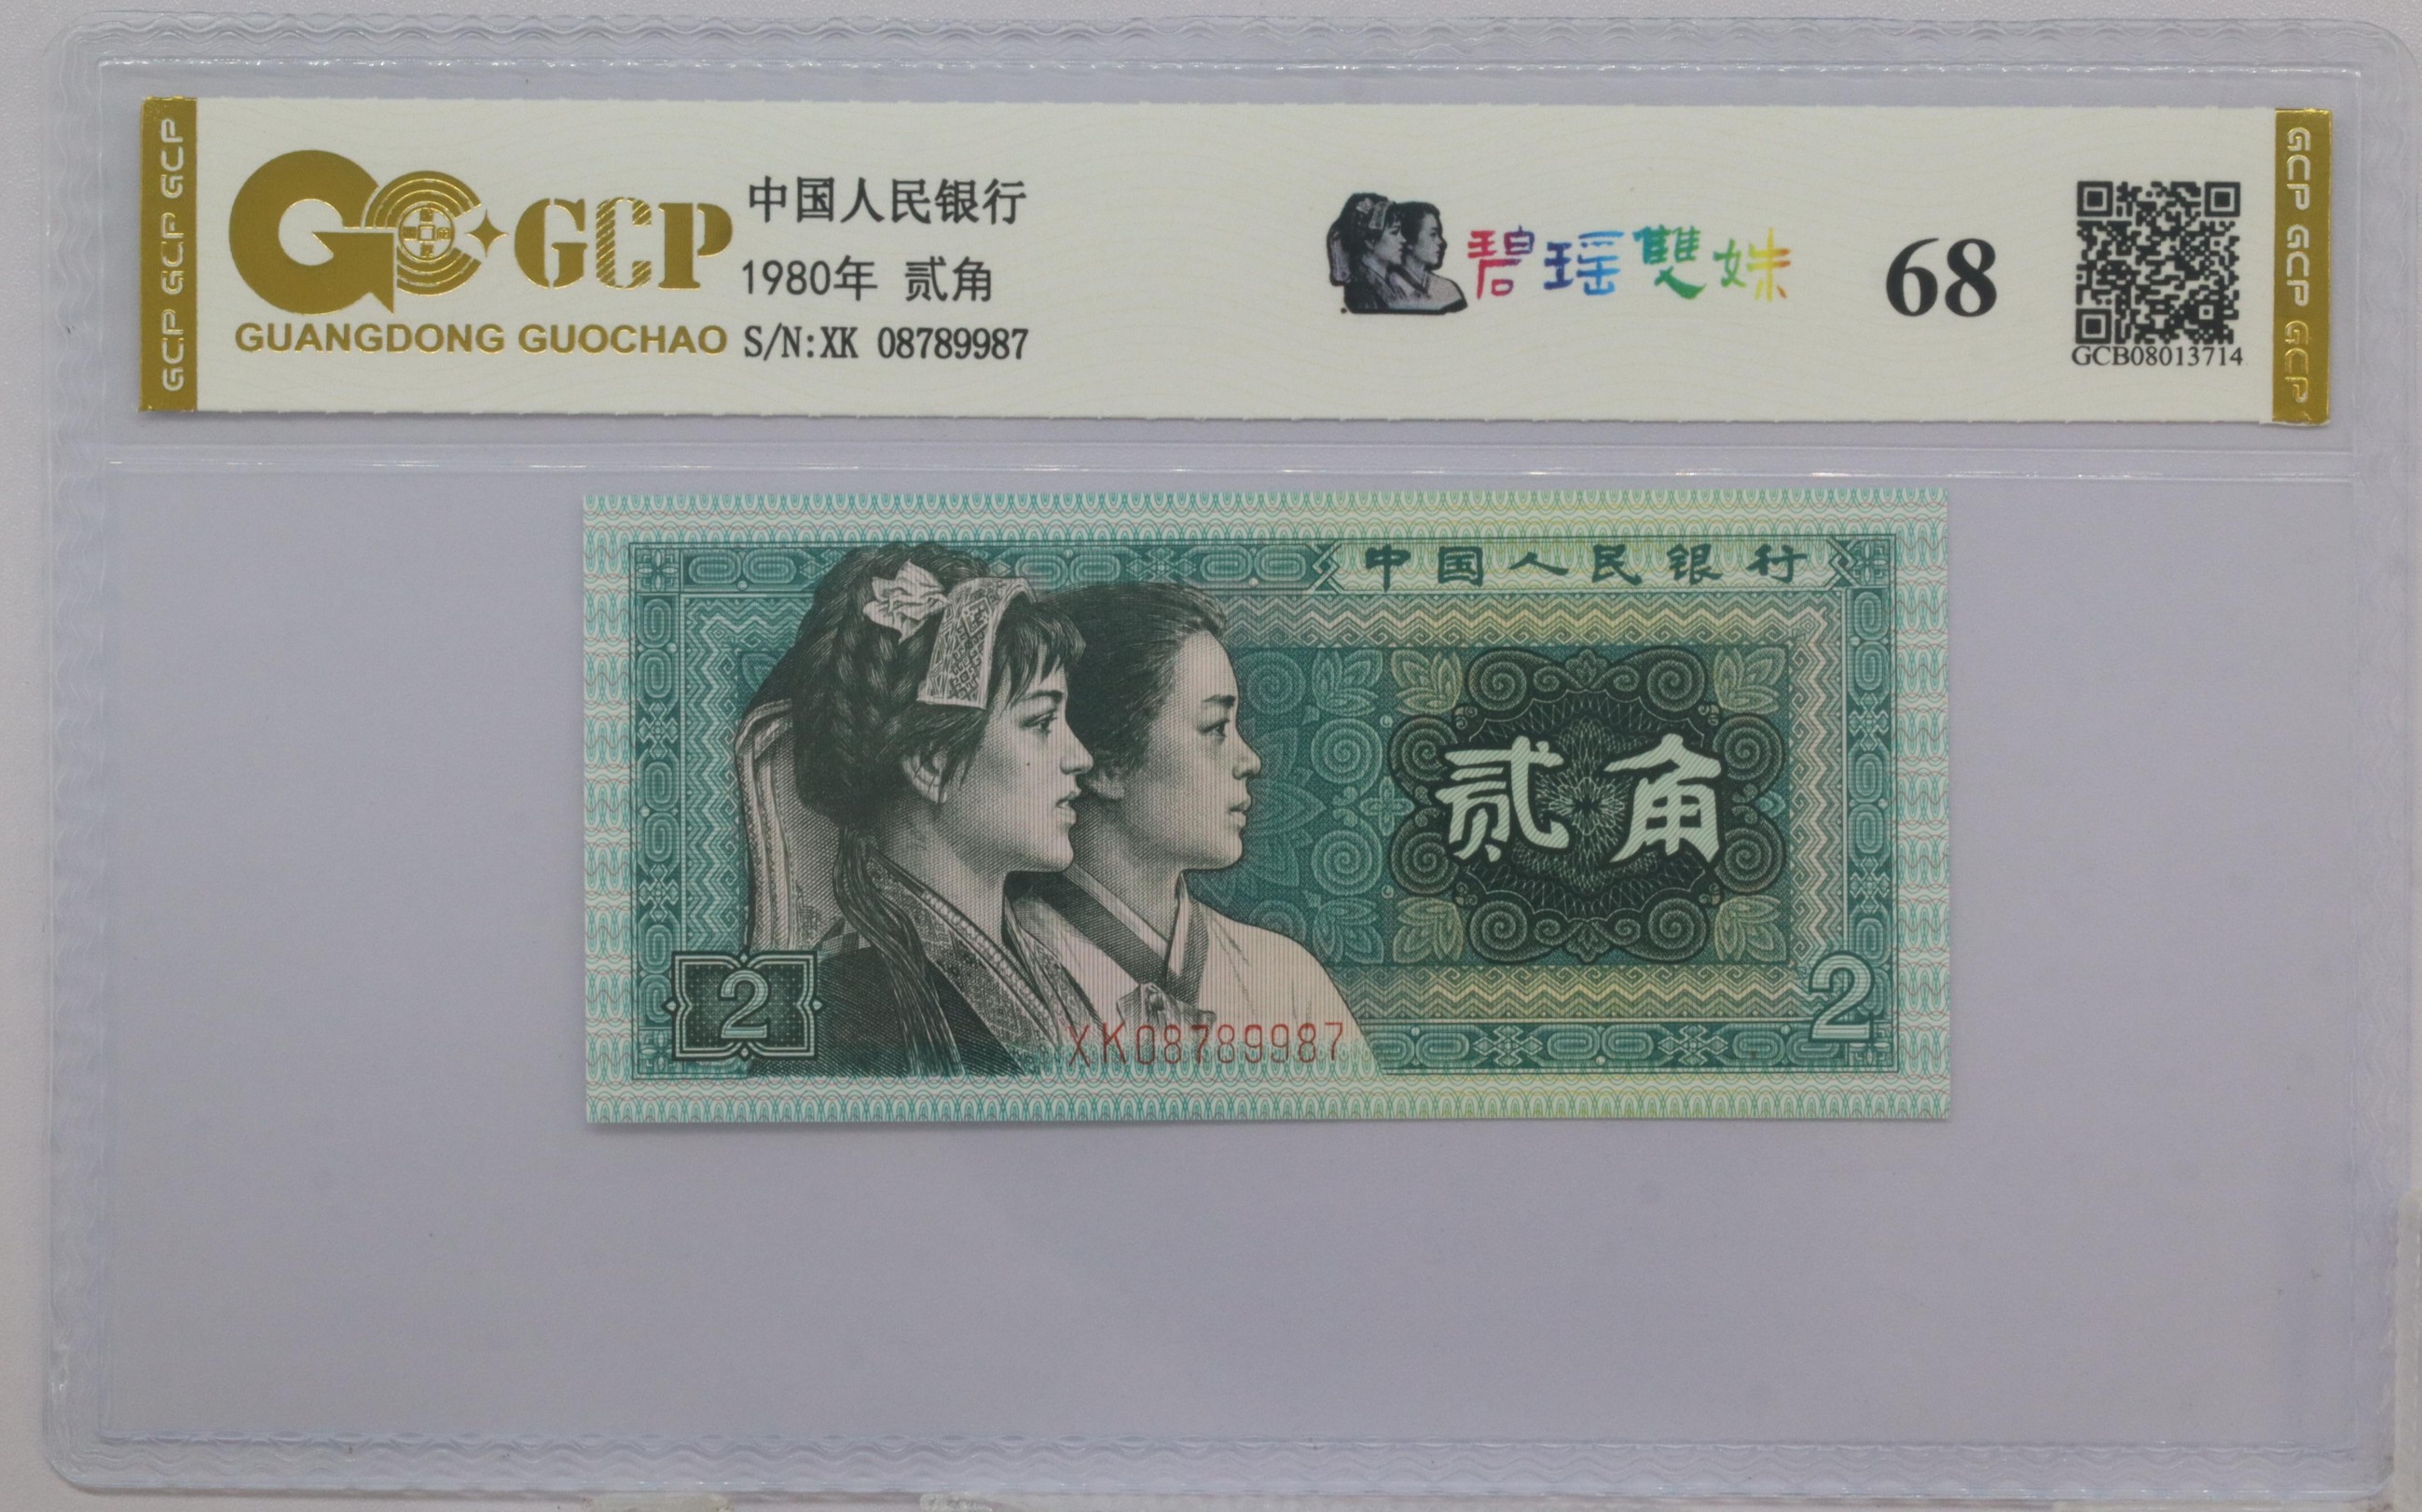 GCP GCP GCP
GCP
GUANGDONG GUOCHAO
中国人民银行
1980年 贰角
S/N:XK 08789987
碧瑶雙姝
68
GCB08013714
GCP GCP GCP
中国人民银行
贰角
2
2
XK08789987